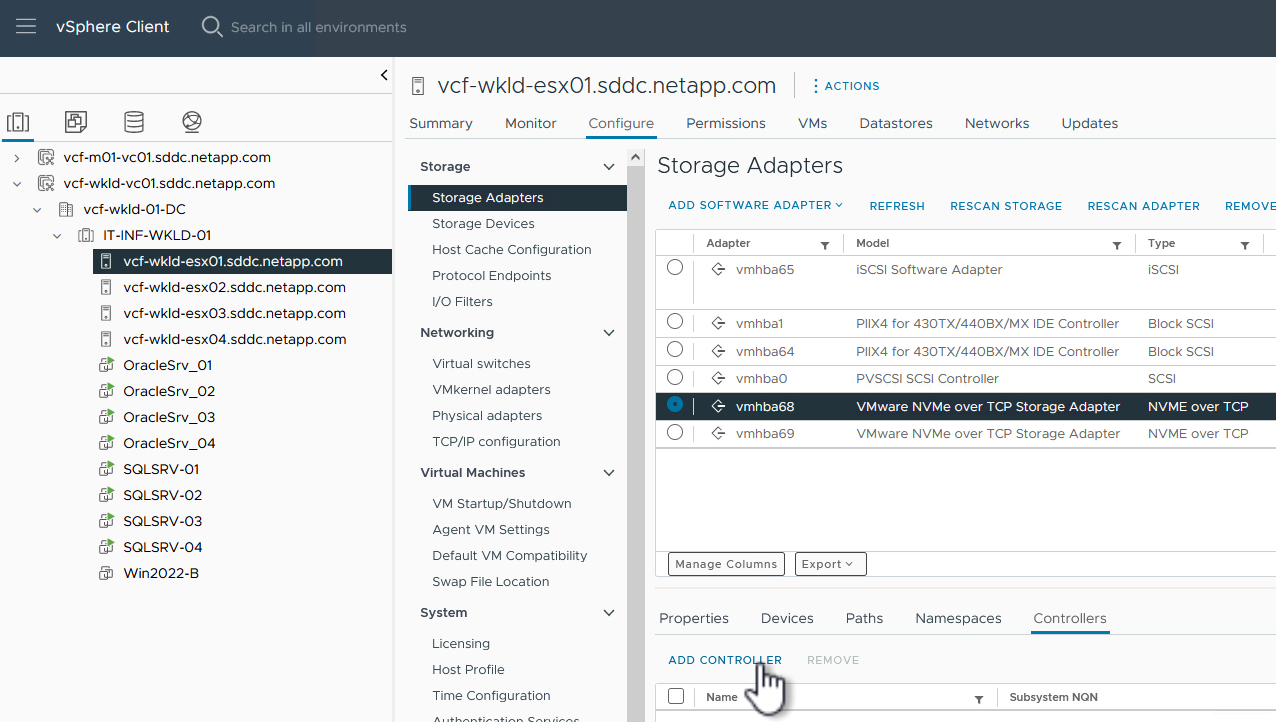 vSphere Client
Search in all environments
vcf-m01-vc01.sddc.netapp.com
vcf-wkld-vc01.sddc.netapp.com
vcf-wkld-01-DC
IT-INF-WKLD-01
vcf-wkld-esx01.sddc.netapp.com
vcf-wkld-esx02.sddc.netapp.com
vcf-wkld-esx03.sddc.netapp.com
vcf-wkld-esx04.sddc.netapp.com
OracleSrv_01
OracleSrv_02
OracleSrv_03
OracleSrv_04
SQLSRV-01
SQLSRV-02
SQLSRV-03
SQLSRV-04
Win2022-B
vcf-wkld-esx01.sddc.netapp.com ACTIONS
Summary Monitor Configure Permissions VMs Datastores Networks Updates
Storage
Storage Adapters
Storage Devices
Host Cache Configuration
Protocol Endpoints
I/O Filters
Networking
Virtual switches
VMkernel adapters
Physical adapters
TCP/IP configuration
Virtual Machines
VM Startup/Shutdown
Agent VM Settings
Default VM Compatibility
Swap File Location
System
Licensing
Host Profile
Time Configuration
Authentication Services
Storage Adapters
ADD SOFTWARE ADAPTER REFRESH RESCAN STORAGE RESCAN ADAPTER REMOVE
Adapter Model Type
vmhba65 iSCSI Software Adapter iSCSI
vmhba1 PIIX4 for 430TX/440BX/MX IDE Controller Block SCSI
vmhba64 PIIX4 for 430TX/440BX/MX IDE Controller Block SCSI
vmhba0 PVSCSI SCSI Controller SCSI
vmhba68 VMware NVMe over TCP Storage Adapter NVME over TCP
vmhba69 VMware NVMe over TCP Storage Adapter NVME over TCP
Manage Columns Export
Properties Devices Paths Namespaces Controllers
ADD CONTROLLER REMOVE
Name Subsystem NQN